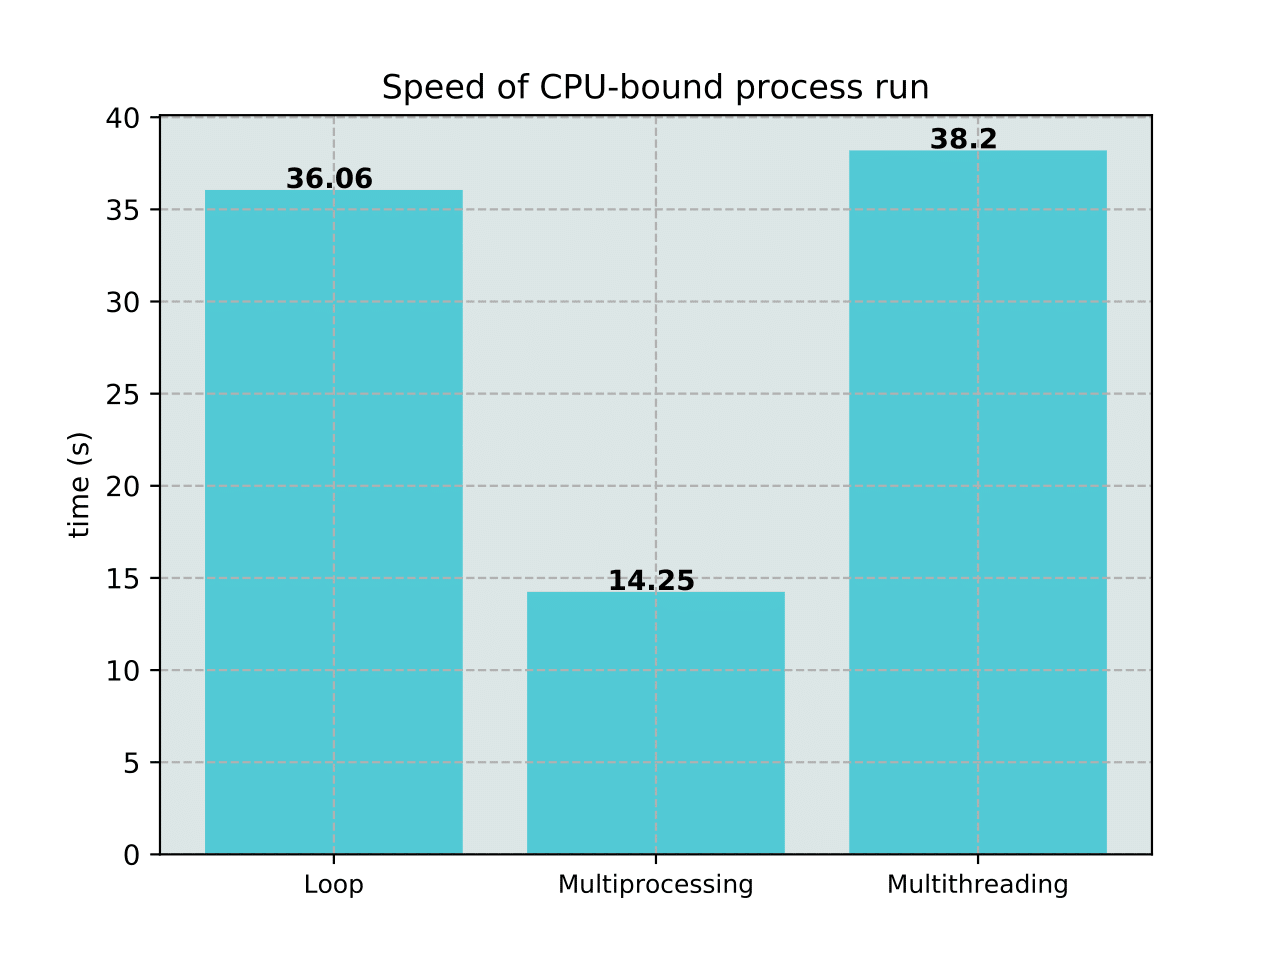 Speed of CPU-bound process run
40
35
30
25
20
15
10
5
0
time (s)
36.06
14.25
38.2
Loop
Multiprocessing
Multithreading